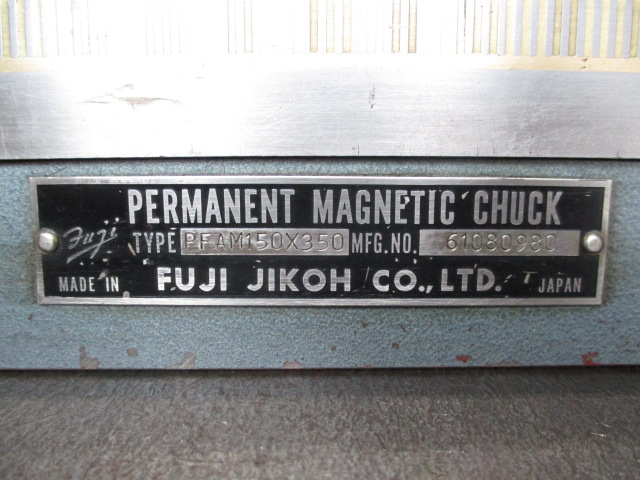 PERMANENT MAGNETIC CHUCK
Fuji TYPE PFAM150X350 MFG.NO. 61080980
MADE IN FUJI JIKOH CO.,LTD. JAPAN